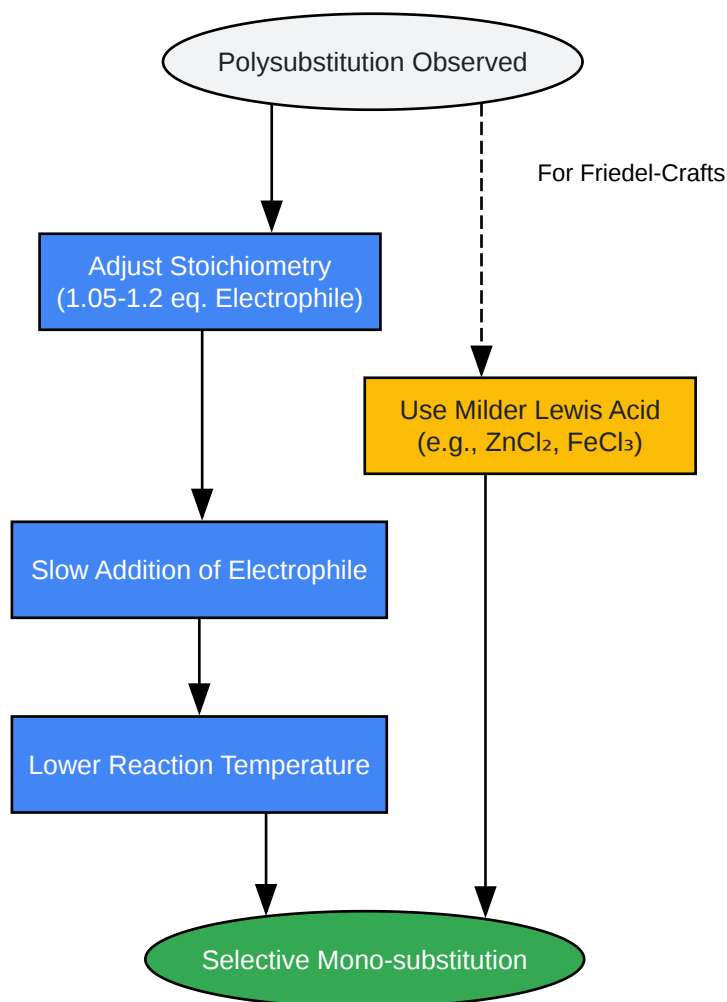 Polysubstitution Observed
For Friedel-Crafts
Adjust Stoichiometry
(1.05-1.2 eq. Electrophile)
Use Milder Lewis Acid
(e.g., ZnCl₂, FeCl₃)
Slow Addition of Electrophile
Lower Reaction Temperature
Selective Mono-substitution